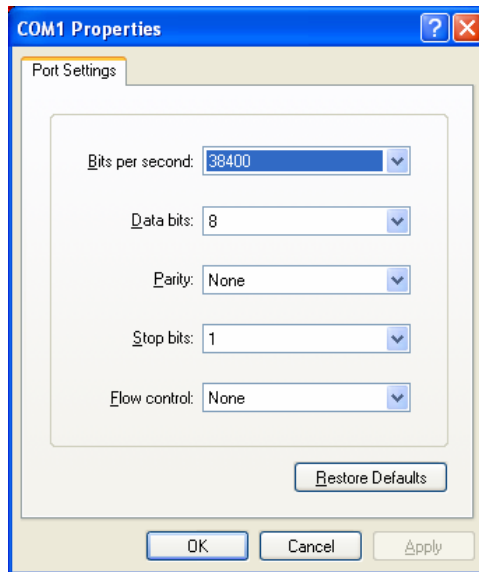 COM1 Properties
Port Settings
Bits per second: 38400
Data bits: 8
Parity: None
Stop bits: 1
Flow control: None
Restore Defaults
OK Cancel Apply